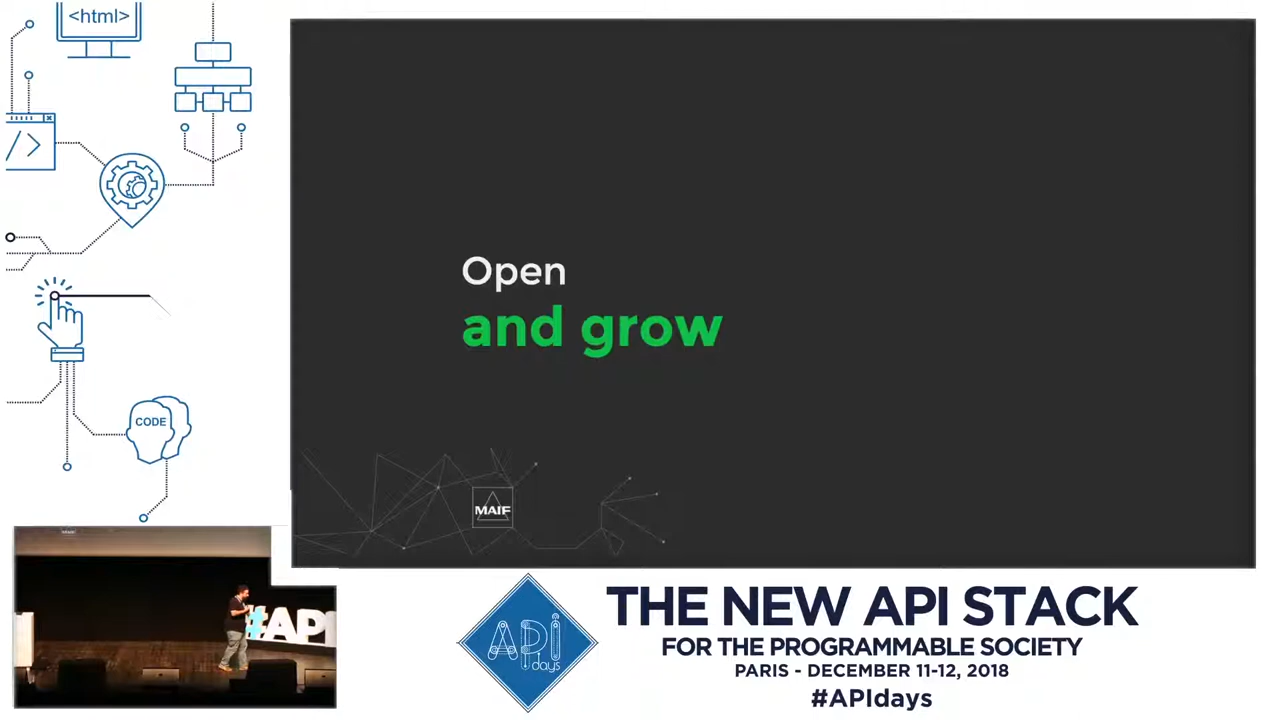 <html>
</>
CODE
Open
and grow
MAIF
#API
API
days
THE NEW API STACK
FOR THE PROGRAMMABLE SOCIETY
PARIS - DECEMBER 11-12, 2018
#APIdays